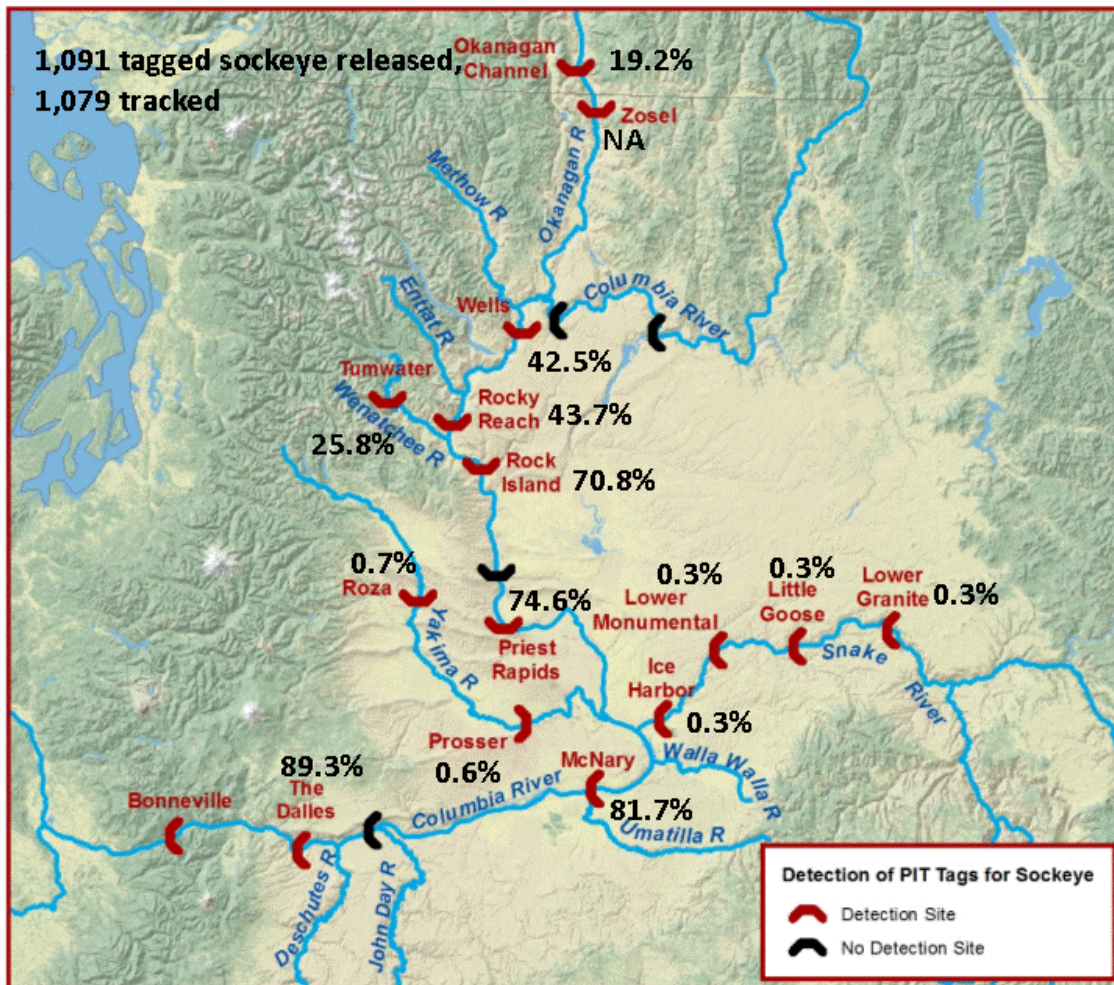 1,091 tagged sockeye released,
1,079 tracked
Okanagan
Channel
19.2%
Zosel
NA
Methow R
Okanagan R
Columbia River
Entiat R
Wells
42.5%
Tumwater
Wenatchee R
25.8%
Rocky
Reach
43.7%
Rock
Island
70.8%
0.7%
Roza
Yakima R
74.6%
Priest
Rapids
0.3%
Lower
Monumental
0.3%
Little
Goose
Lower
Granite
0.3%
Snake
River
Ice
Harbor
0.3%
Prosser
0.6%
McNary
81.7%
Walla Walla R
Umatilla R
Columbia River
89.3%
The
Dalles
Bonneville
Deschutes R
John Day R
Detection of PIT Tags for Sockeye
Detection Site
No Detection Site